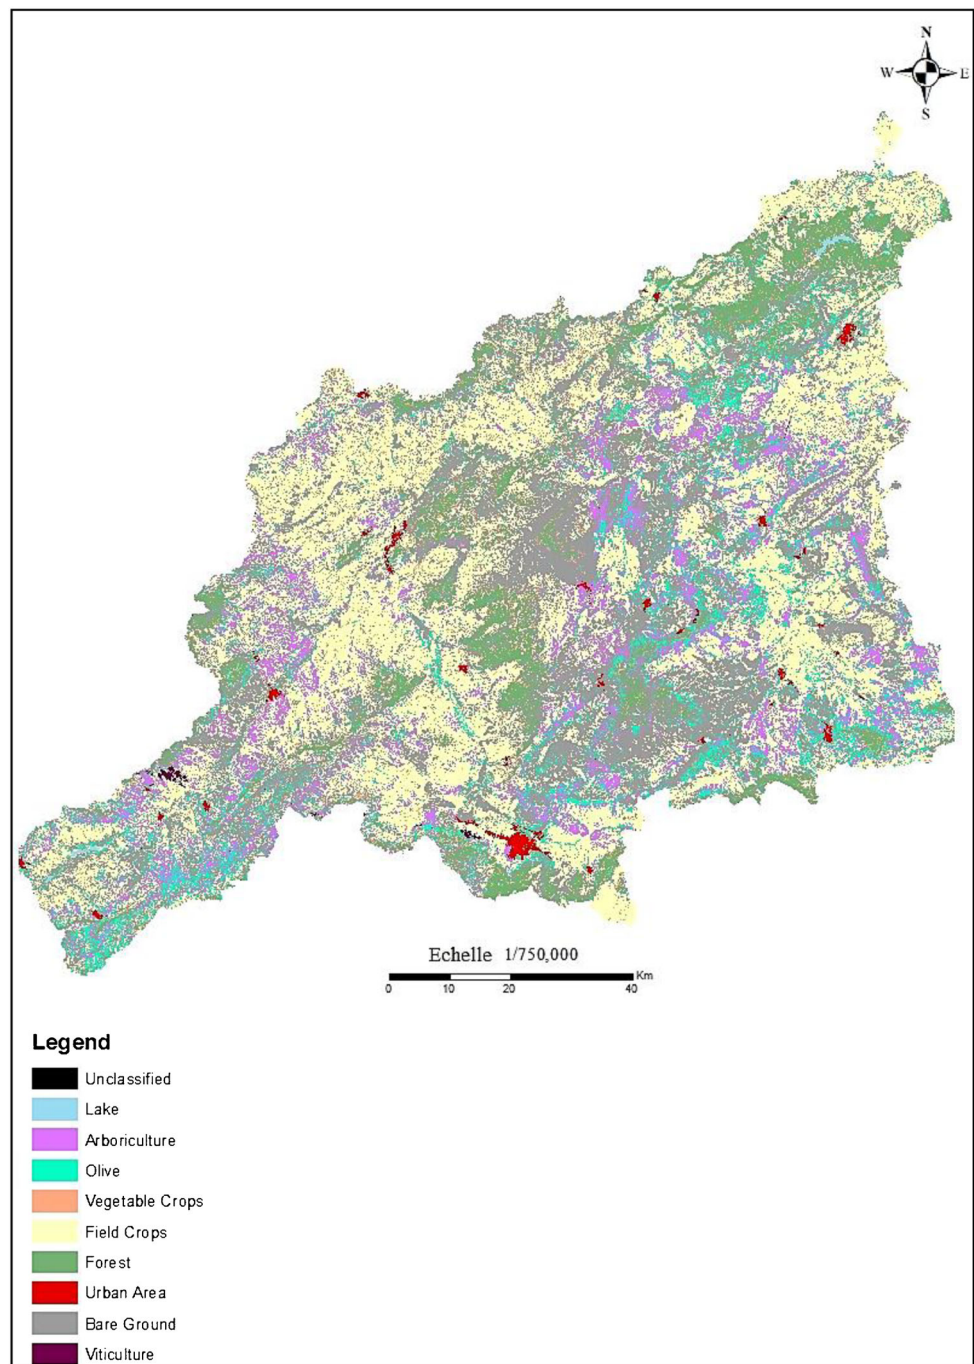 N
W E
S
Echelle 1/750,000
Km
0 10 20 40
Legend
Unclassified
Lake
Arboriculture
Olive
Vegetable Crops
Field Crops
Forest
Urban Area
Bare Ground
Viticulture